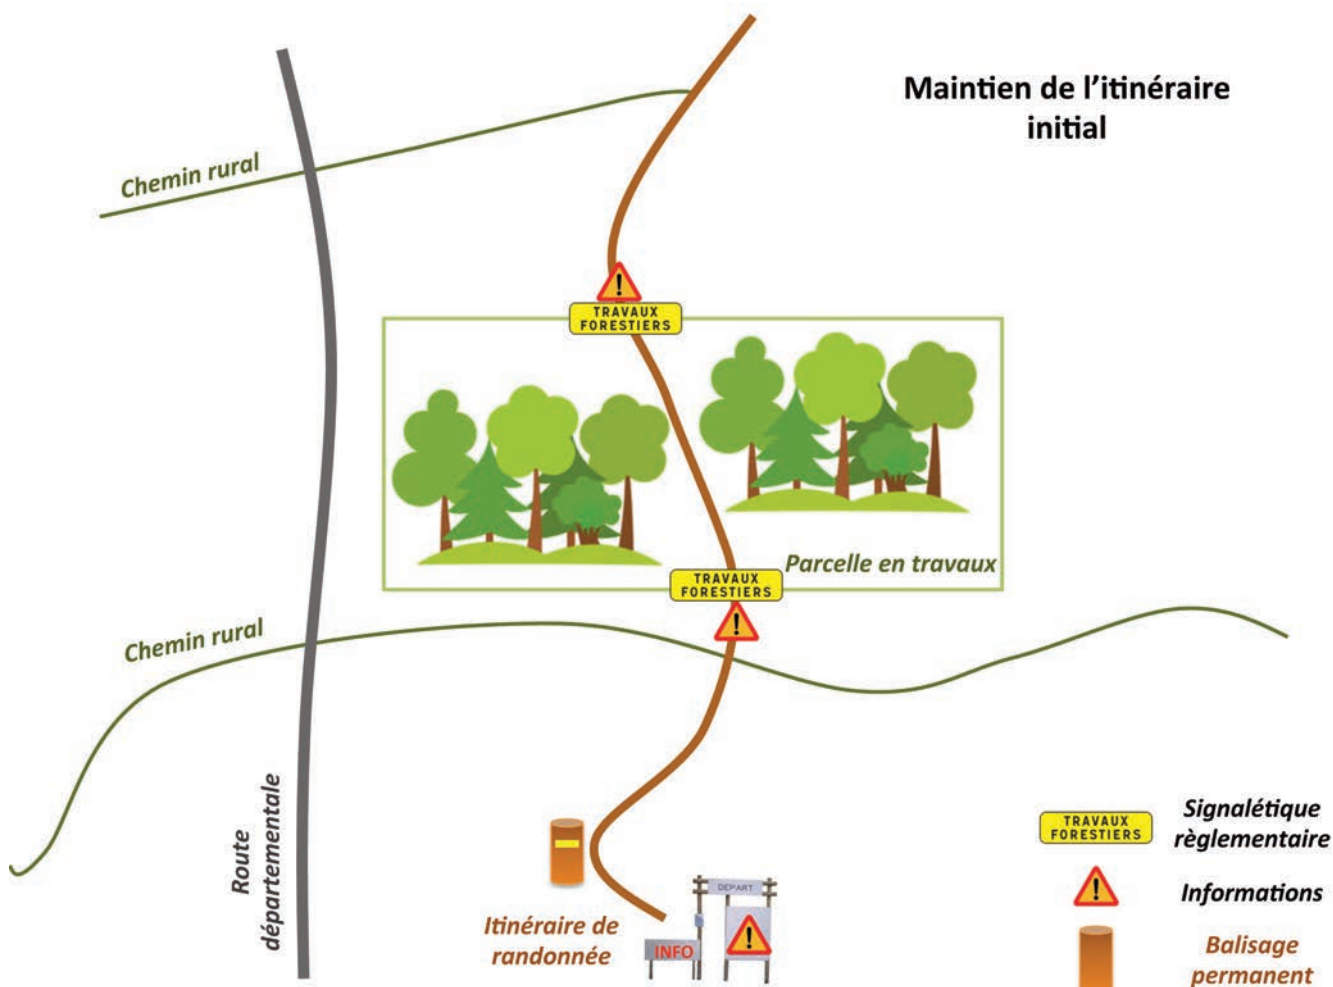 Maintien de l'itinéraire
initial
Chemin rural
TRAVAUX
FORESTIERS
Parcelle en travaux
TRAVAUX
FORESTIERS
Chemin rural
Route
départementale
Itinéraire de
randonnée
DEPART
INFO
TRAVAUX
FORESTIERS
Signalétique
règlementaire
Informations
Balisage
permanent